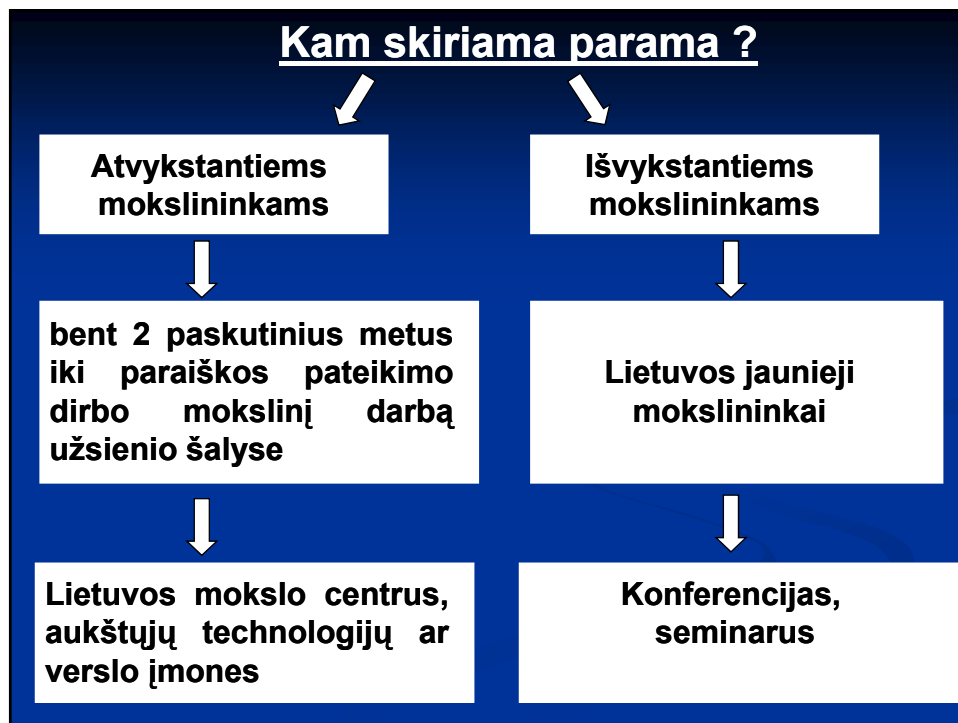 Kam skiriama parama ?
Atvykstantiems
mokslininkams
Išvykstantiems
mokslininkams
bent 2 paskutinius metus
iki paraiškos pateikimo
dirbo mokslinį darbą
užsienio šalyse
Lietuvos jaunieji
mokslininkai
Lietuvos mokslo centrus,
aukštųjų technologijų ar
verslo įmones
Konferencijas,
seminarus